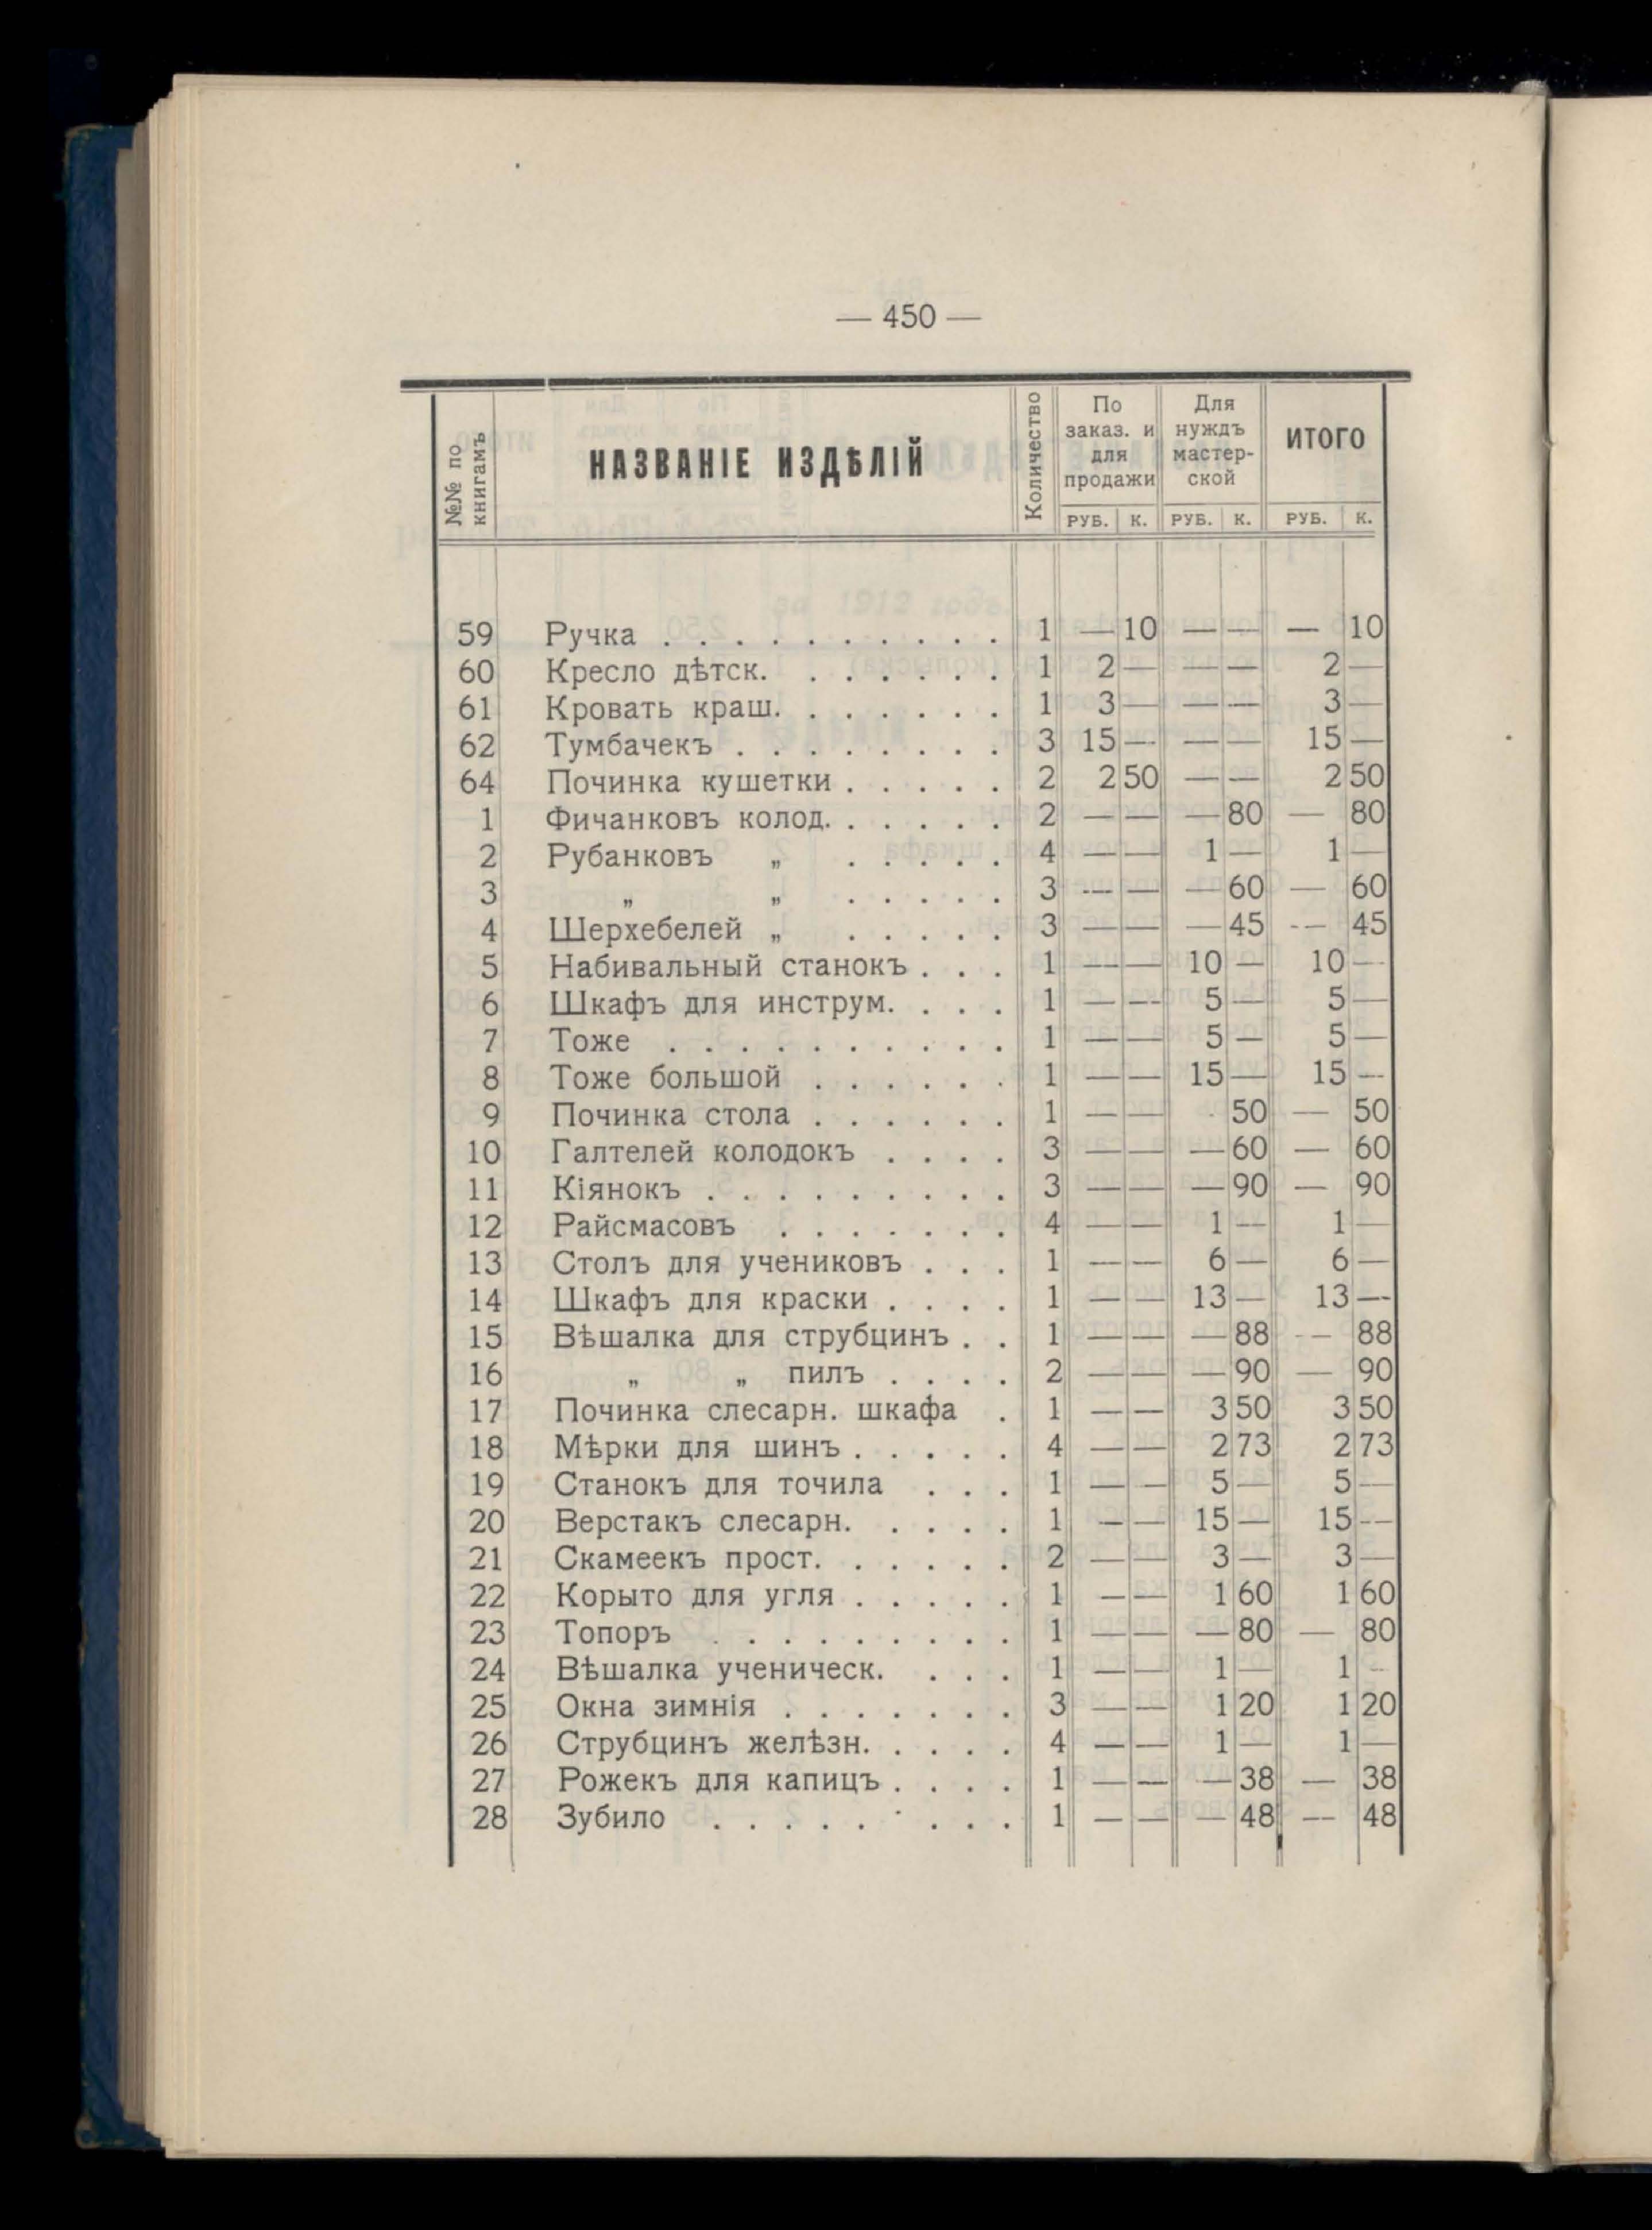 — 450 —
№№ по книгамъ
НАЗВАНІЕ ИЗДѢЛІЙ
Количество
По заказ. и для продажи
Для нуждъ мастер-ской
ИТОГО
РУБ. К. РУБ. К. РУБ. К.
59 Ручка . . . . . . . . . . 1 — 10 — — — 10
60 Кресло дѣтск. . . . . . . 1 2 — — — 2 —
61 Кровать краш. . . . . . . 1 3 — — — 3 —
62 Тумбачекъ . . . . . . . . 3 15 — — — 15 —
64 Починка кушетки . . . . . 2 2 50 — — 2 50
1 Фичанковъ колод. . . . . . 2 — — — 80 — 80
2 Рубанковъ „ . . . . . 4 — — 1 — 1 —
3 „ „ . . . . . 3 — — — 60 — 60
4 Шерхебелей „ . . . . . 3 — — — 45 — 45
5 Набивальный станокъ . . . 1 — — 10 — 10 —
6 Шкафъ для инструм. . . . 1 — — 5 — 5 —
7 Тоже . . . . . . . . . . 1 — — 5 — 5 —
8 Тоже большой . . . . . . 1 — — 15 — 15 —
9 Починка стола . . . . . . 1 — — · 50 — 50
10 Галтелей колодокъ . . . . 3 — — — 60 — 60
11 Кіянокъ . . . . . . . . . 3 — — — 90 — 90
12 Райсмасовъ . . . . . . . 4 — — 1 — 1 —
13 Столъ для учениковъ . . . 1 — — 6 — 6 —
14 Шкафъ для краски . . . . 1 — — 13 — 13 —
15 Вѣшалка для струбцинъ . . 1 — — — 88 — 88
16 „ „ пилъ . . . . 2 — — — 90 — 90
17 Починка слесарн. шкафа . 1 — — 3 50 3 50
18 Мѣрки для шинъ . . . . . 4 — — 2 73 2 73
19 Станокъ для точила . . . 1 — — 5 — 5 —
20 Верстакъ слесарн. . . . . 1 — — 15 — 15 —
21 Скамеекъ прост. . . . . . 2 — — 3 — 3 —
22 Корыто для угля . . . . . 1 — — 1 60 1 60
23 Топоръ . . . . . . . . . 1 — — — 80 — 80
24 Вѣшалка ученическ. . . . 1 — — 1 — 1 —
25 Окна зимнія . . . . . . . 3 — — 1 20 1 20
26 Струбцинъ желѣзн. . . . . 4 — — 1 — 1 —
27 Рожекъ для капицъ . . . . 1 — — — 38 — 38
28 Зубило . . . . . . . . 1 — — — 48 — 48